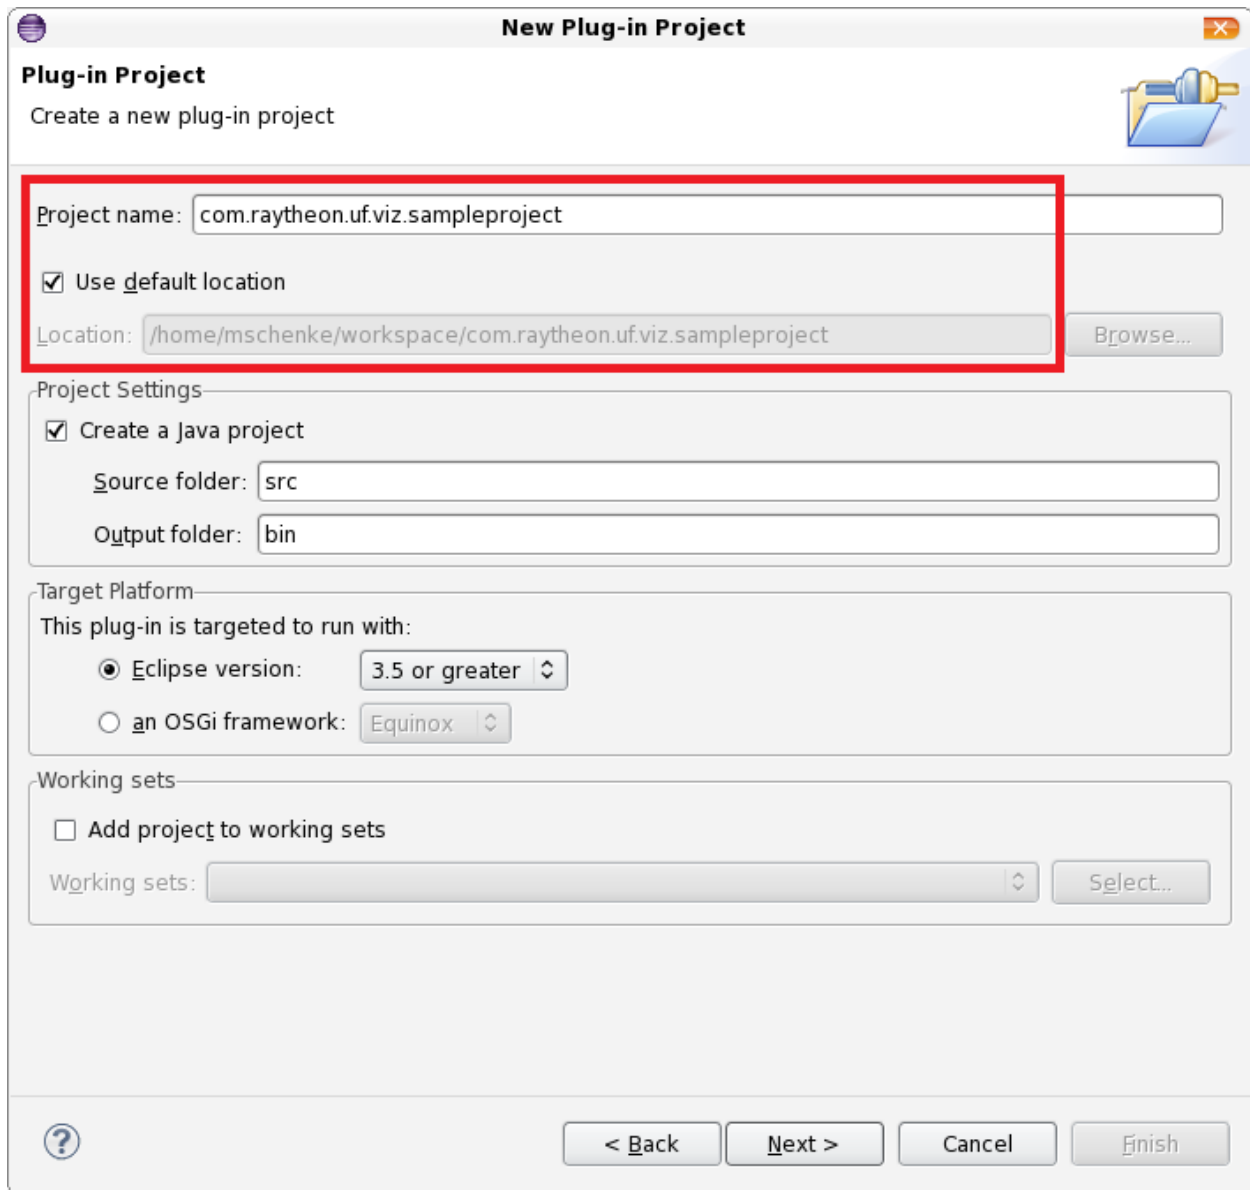 New Plug-in Project
Plug-in Project
Create a new plug-in project
Project name: com.raytheon.uf.viz.sampleproject
Use default location
Location: /home/mschenke/workspace/com.raytheon.uf.viz.sampleproject Browse...
Project Settings
Create a Java project
Source folder: src
Output folder: bin
Target Platform
This plug-in is targeted to run with:
Eclipse version: 3.5 or greater
an OSGi framework: Equinox
Working sets
Add project to working sets
Working sets: Select...
? < Back Next > Cancel Finish